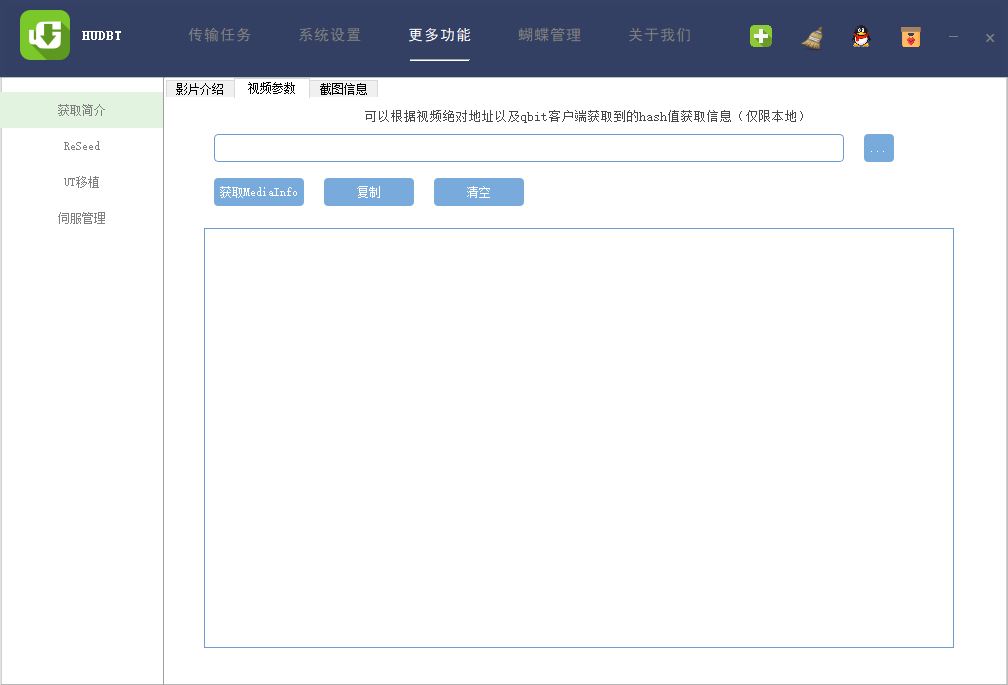 HUDBT
传输任务
系统设置
更多功能
蝴蝶管理
关于我们
获取简介
ReSeed
UT移植
伺服管理
影片介绍
视频参数
截图信息
可以根据视频绝对地址以及qbit客户端获取到的hash值获取信息（仅限本地）
...
获取MediaInfo
复制
清空